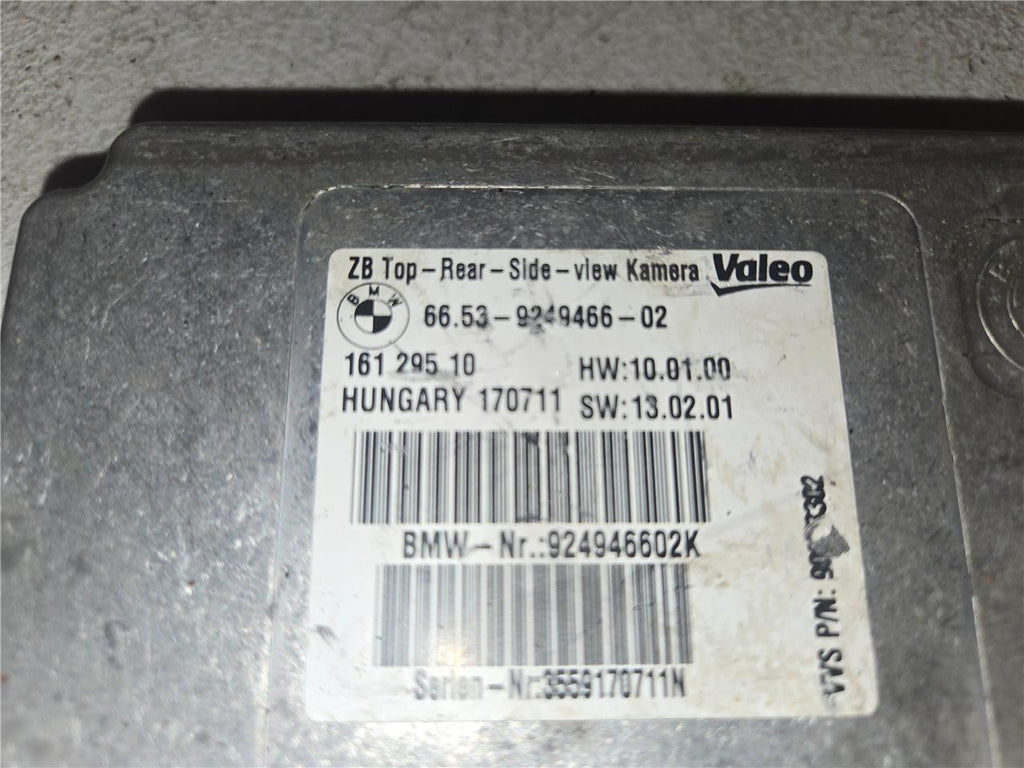 ZB Top-Rear-Side-view Kamera Valeo
BMW
66.53-9249466-02
161 295 10 HW:10.01.00
HUNGARY 170711 SW:13.02.01
BMW-Nr.:924946602K
Serien-Nr:3559170711N
VVS P/N: